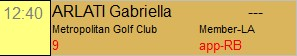 12:40 ARLATI Gabriella ---
Metropolitan Golf Club Member-LA
9 app-RB